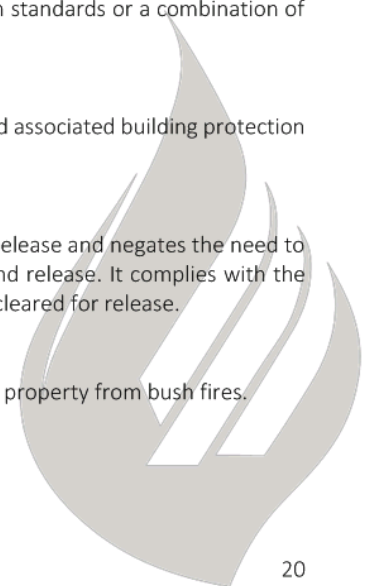 standards or a combination of
associated building protection
elease and negates the need to
nd release. It complies with the
cleared for release.
property from bush fires.
20